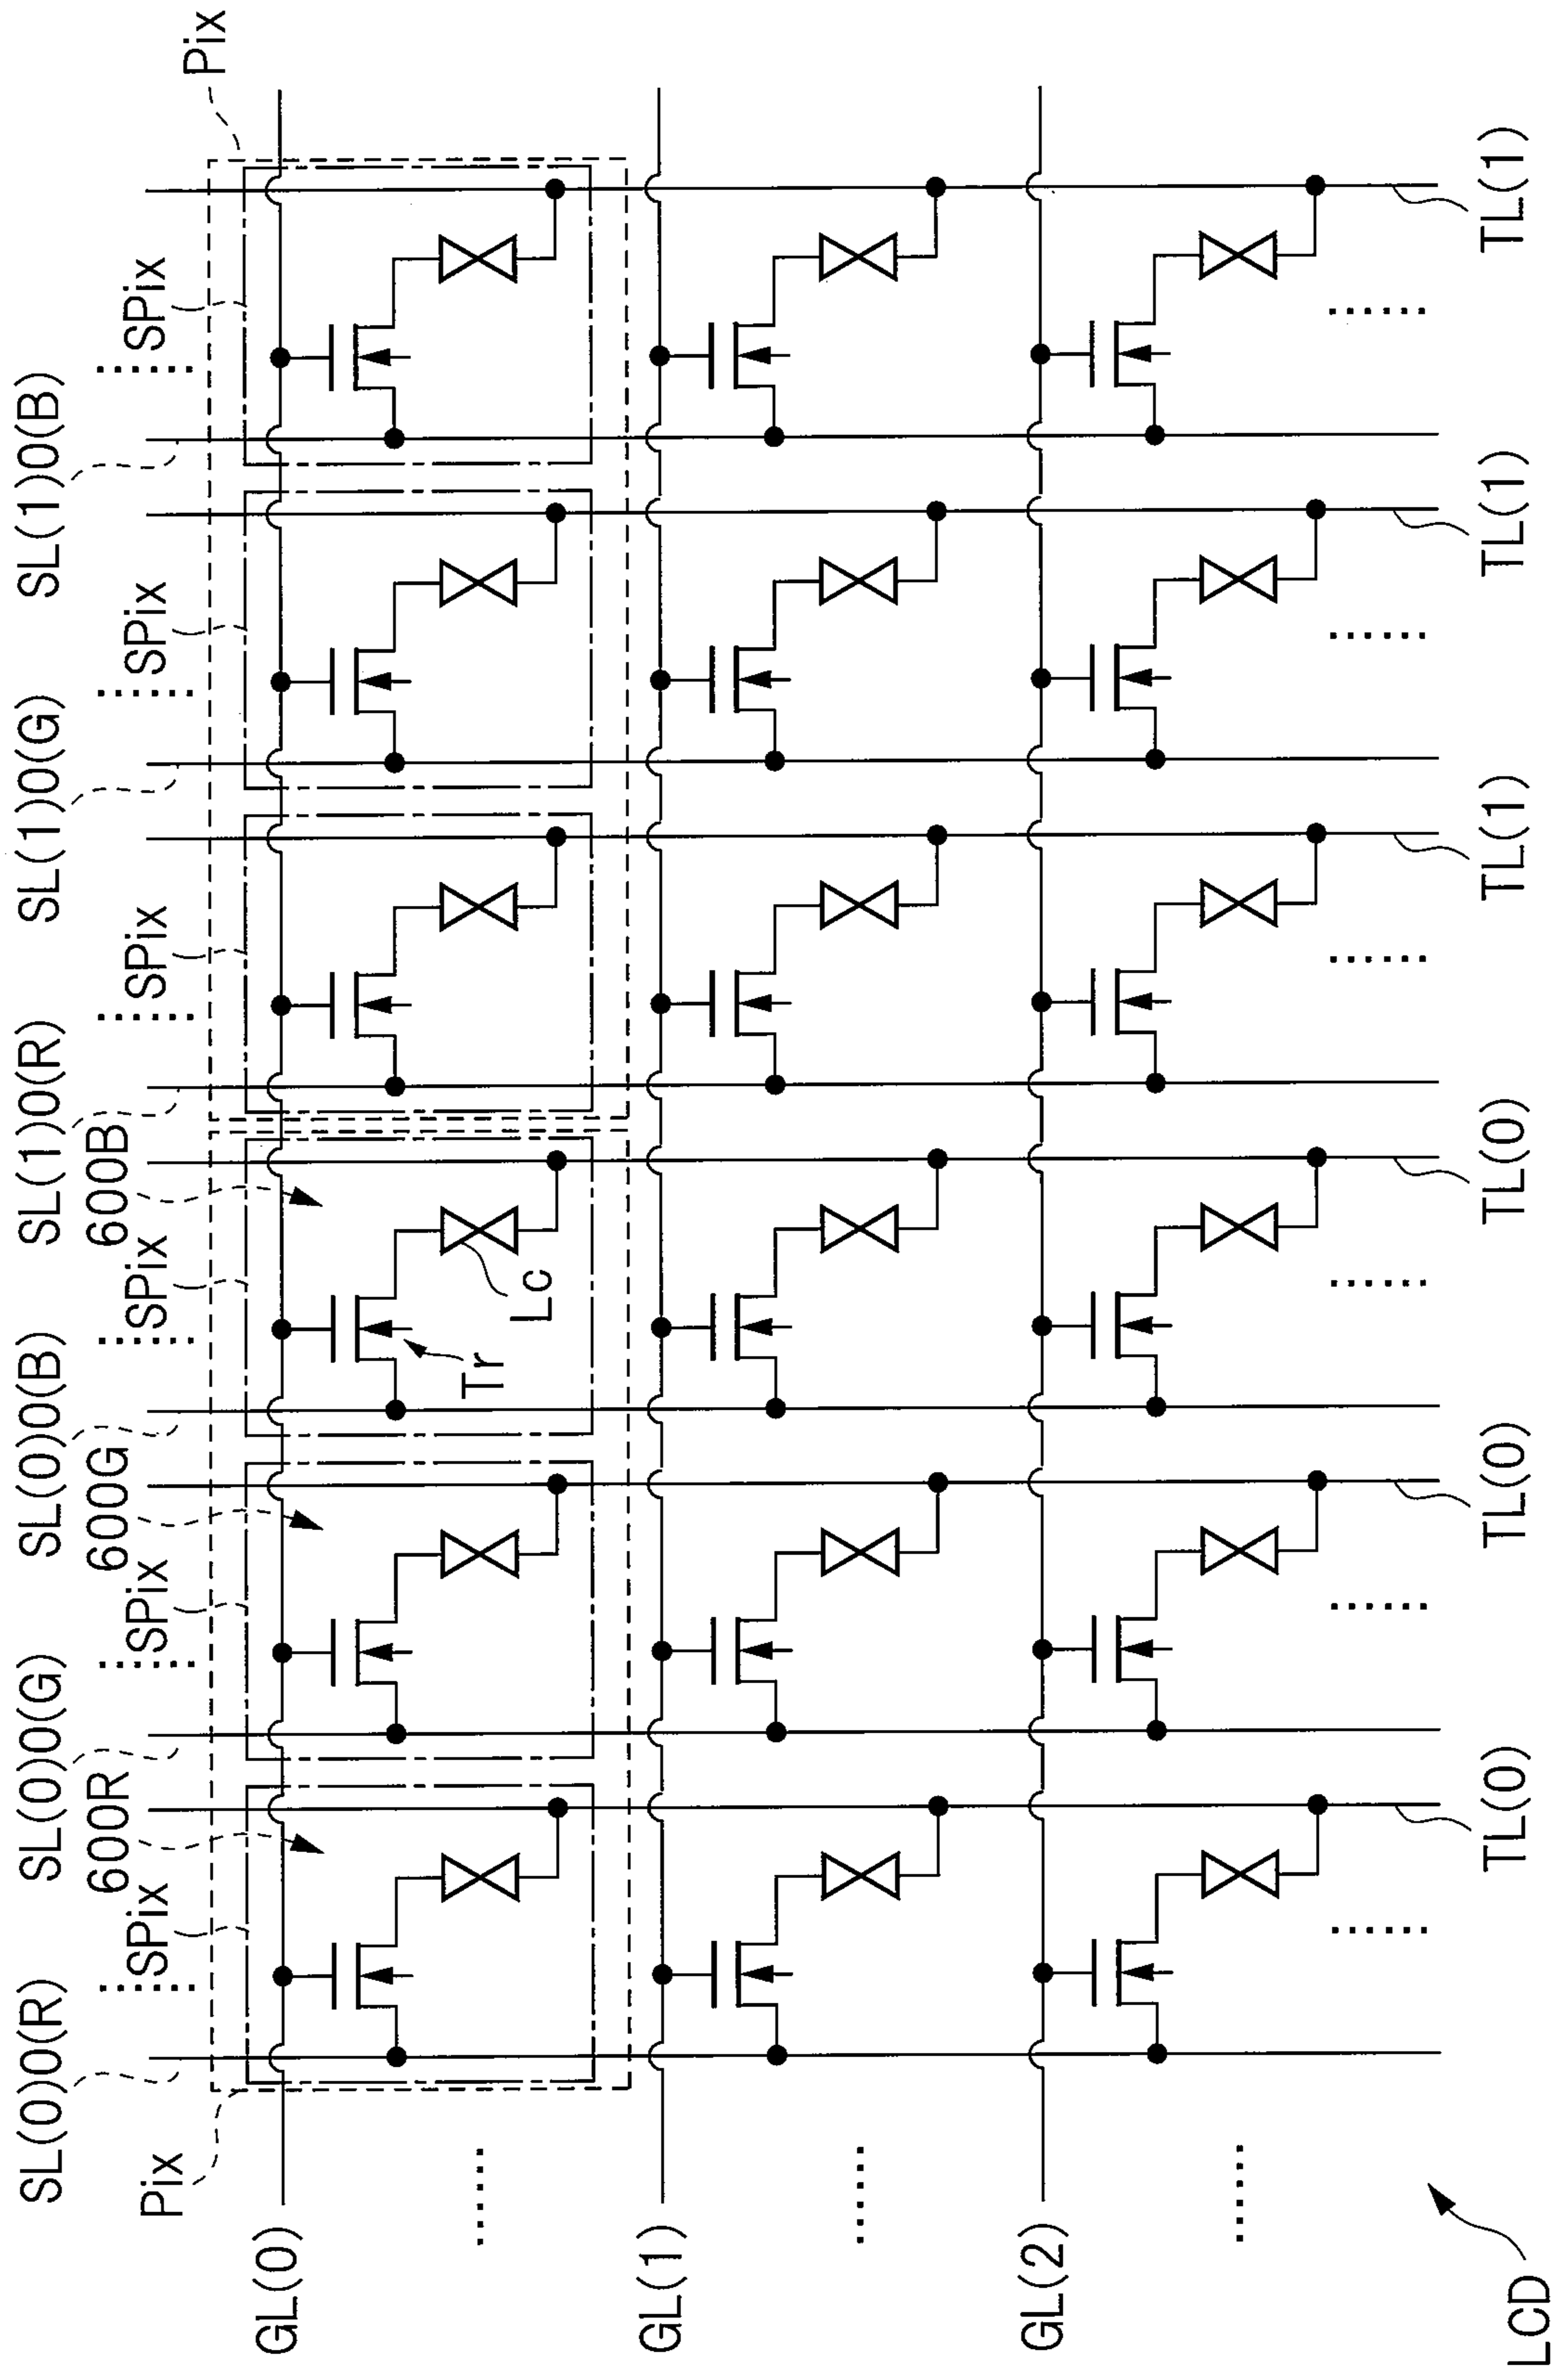 SL(0)0(R) SL(0)0(G) SL(0)0(B) SL(1)0(R) SL(1)0(G) SL(1)0(B)
600R 600G 600B
Pix SPix SPix SPix SPix SPix SPix Pix
GL(0)
Tr Lc
GL(1)
GL(2)
TL(0) TL(0) TL(0) TL(1) TL(1) TL(1)
LCD